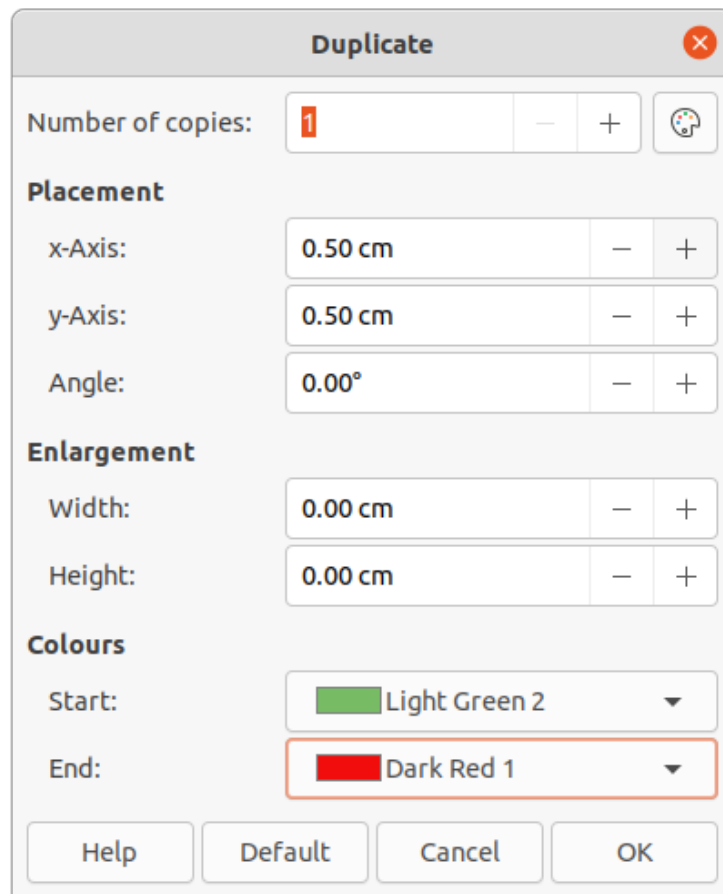 Duplicate
Number of copies: 1 − +
Placement
x-Axis: 0.50 cm − +
y-Axis: 0.50 cm − +
Angle: 0.00° − +
Enlargement
Width: 0.00 cm − +
Height: 0.00 cm − +
Colours
Start: Light Green 2
End: Dark Red 1
Help Default Cancel OK